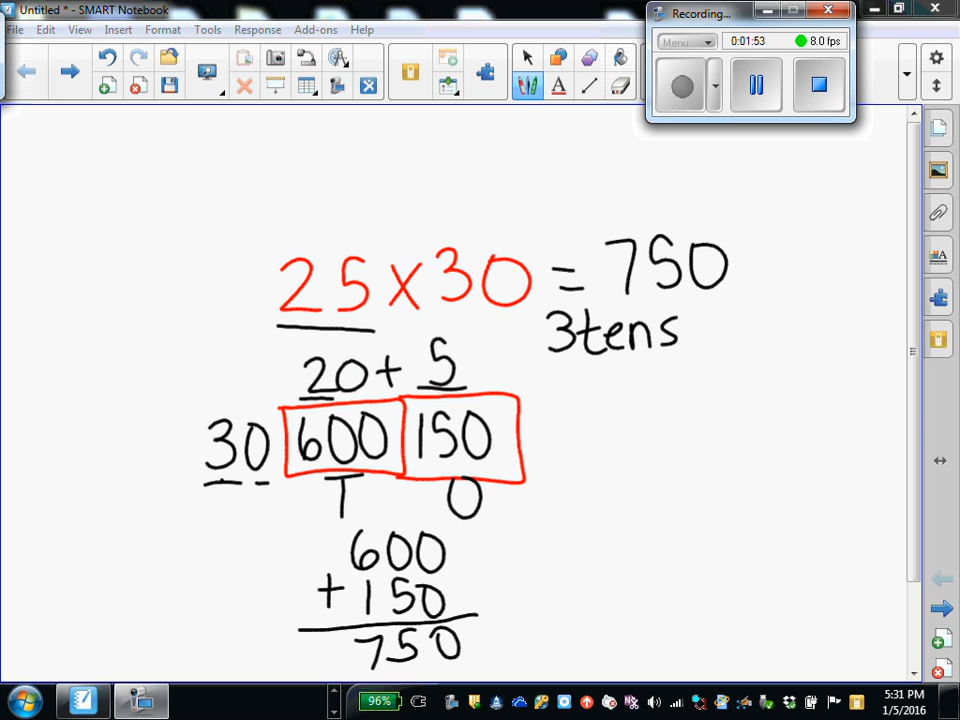 Untitled * - SMART Notebook
Recording...
File Edit View Insert Format Tools Response Add-ons Help
Menu 0:01:53 8.0 fps
25 x 30 = 750
3tens
20 + 5
30 600 150
T O
600
+ 150
750
96%
5:31 PM
1/5/2016